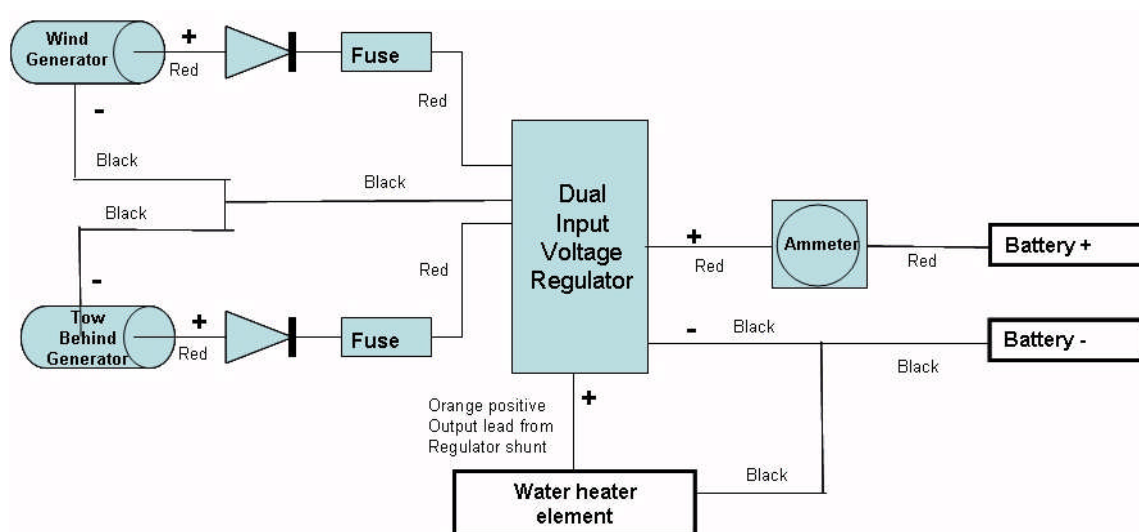 Wind
Generator
+
Red
Fuse
Red
-
Black
Black
Black
Dual
Input
Voltage
Regulator
+
Red
Ammeter
Red
Battery +
Red
-
Tow
Behind
Generator
+
Red
Fuse
-
Black
Black
Battery -
+
Orange positive
Output lead from
Regulator shunt
Black
Water heater
element